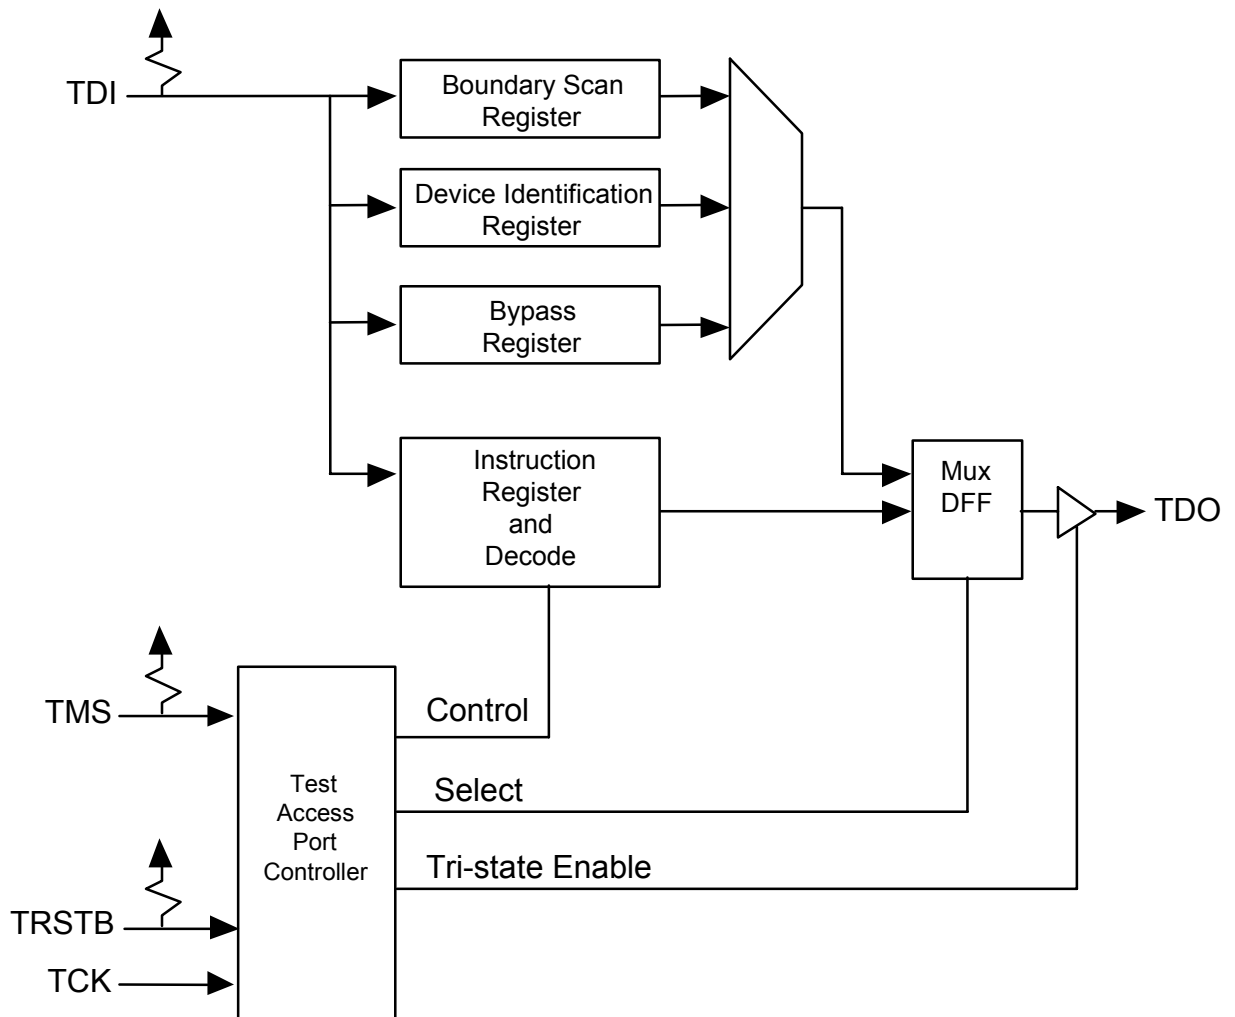 TDI
Boundary Scan
Register
Device Identification
Register
Bypass
Register
Instruction
Register
and
Decode
Mux
DFF
TDO
TMS
Control
Select
Test
Access
Port
Controller
Tri-state Enable
TRSTB
TCK